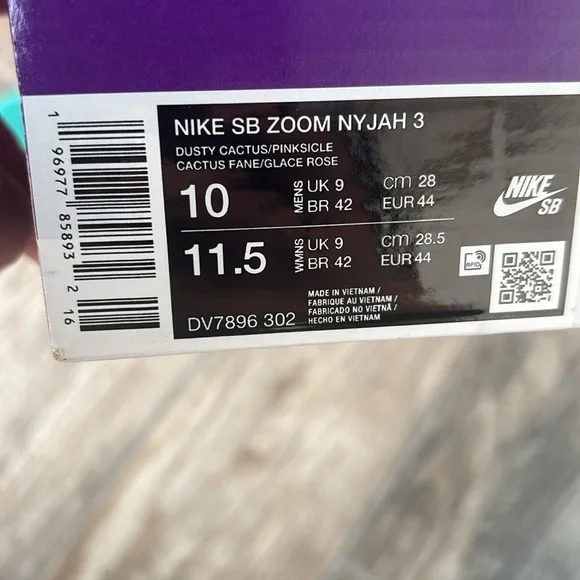 NIKE SB ZOOM NYJAH 3
DUSTY CACTUS/PINKSICLE
CACTUS FANE/GLACE ROSE
10 MENS UK 9 cm 28
BR 42 EUR 44
11.5 WMNS UK 9 cm 28.5
BR 42 EUR 44
DV7896 302
MADE IN VIETNAM /
FABRIQUE AU VIETNAM /
FABRICADO NO VIETNÃ /
HECHO EN VIETNAM
NIKE
SB
RFID
1 96977 85893 2 16